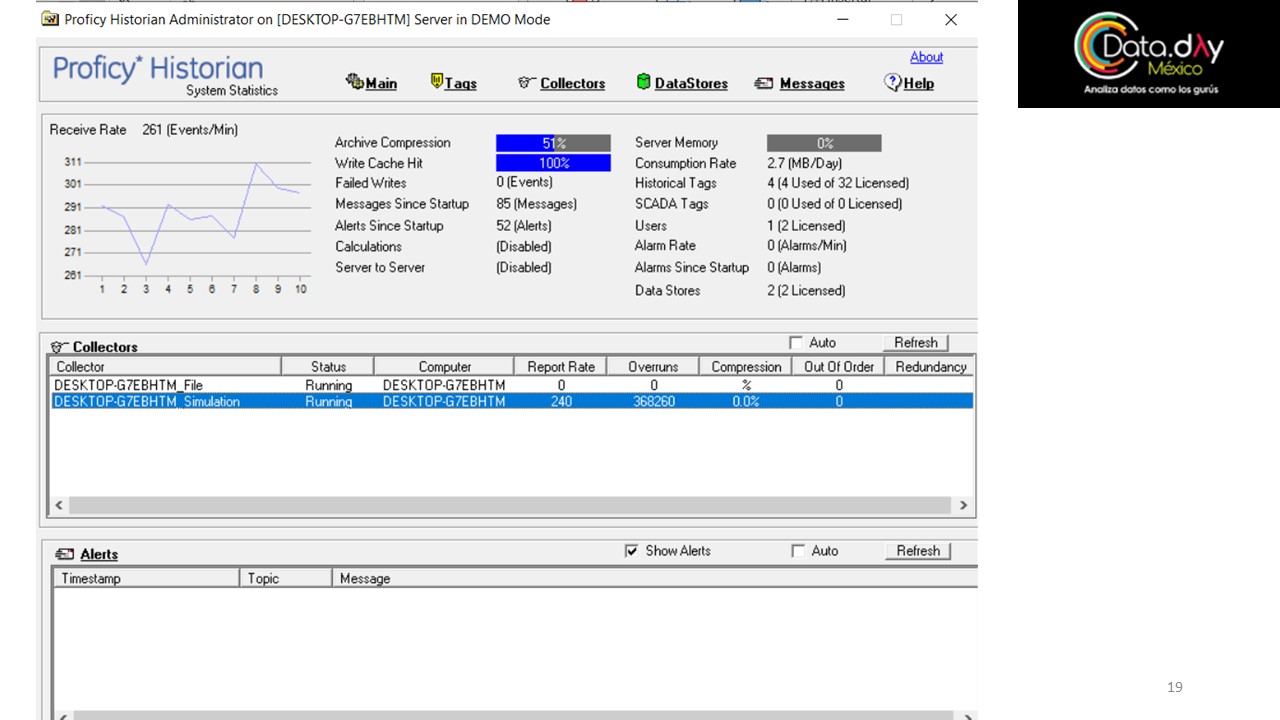 Proficy Historian Administrator on [DESKTOP-G7EBHTM] Server in DEMO Mode
Data.dAy
México
Analiza datos como los gurús
About
Proficy* Historian
System Statistics
Main Tags Collectors DataStores Messages Help
Receive Rate 261 (Events/Min)
311
301
291
281
271
261
1 2 3 4 5 6 7 8 9 10
Archive Compression 51%
Write Cache Hit 100%
Failed Writes 0 (Events)
Messages Since Startup 85 (Messages)
Alerts Since Startup 52 (Alerts)
Calculations (Disabled)
Server to Server (Disabled)
Server Memory 0%
Consumption Rate 2.7 (MB/Day)
Historical Tags 4 (4 Used of 32 Licensed)
SCADA Tags 0 (0 Used of 0 Licensed)
Users 1 (2 Licensed)
Alarm Rate 0 (Alarms/Min)
Alarms Since Startup 0 (Alarms)
Data Stores 2 (2 Licensed)
Collectors Auto Refresh
Collector Status Computer Report Rate Overruns Compression Out Of Order Redundancy
DESKTOP-G7EBHTM_File Running DESKTOP-G7EBHTM 0 0 % 0
DESKTOP-G7EBHTM_Simulation Running DESKTOP-G7EBHTM 240 368260 0.0% 0
Alerts Show Alerts Auto Refresh
Timestamp Topic Message
19